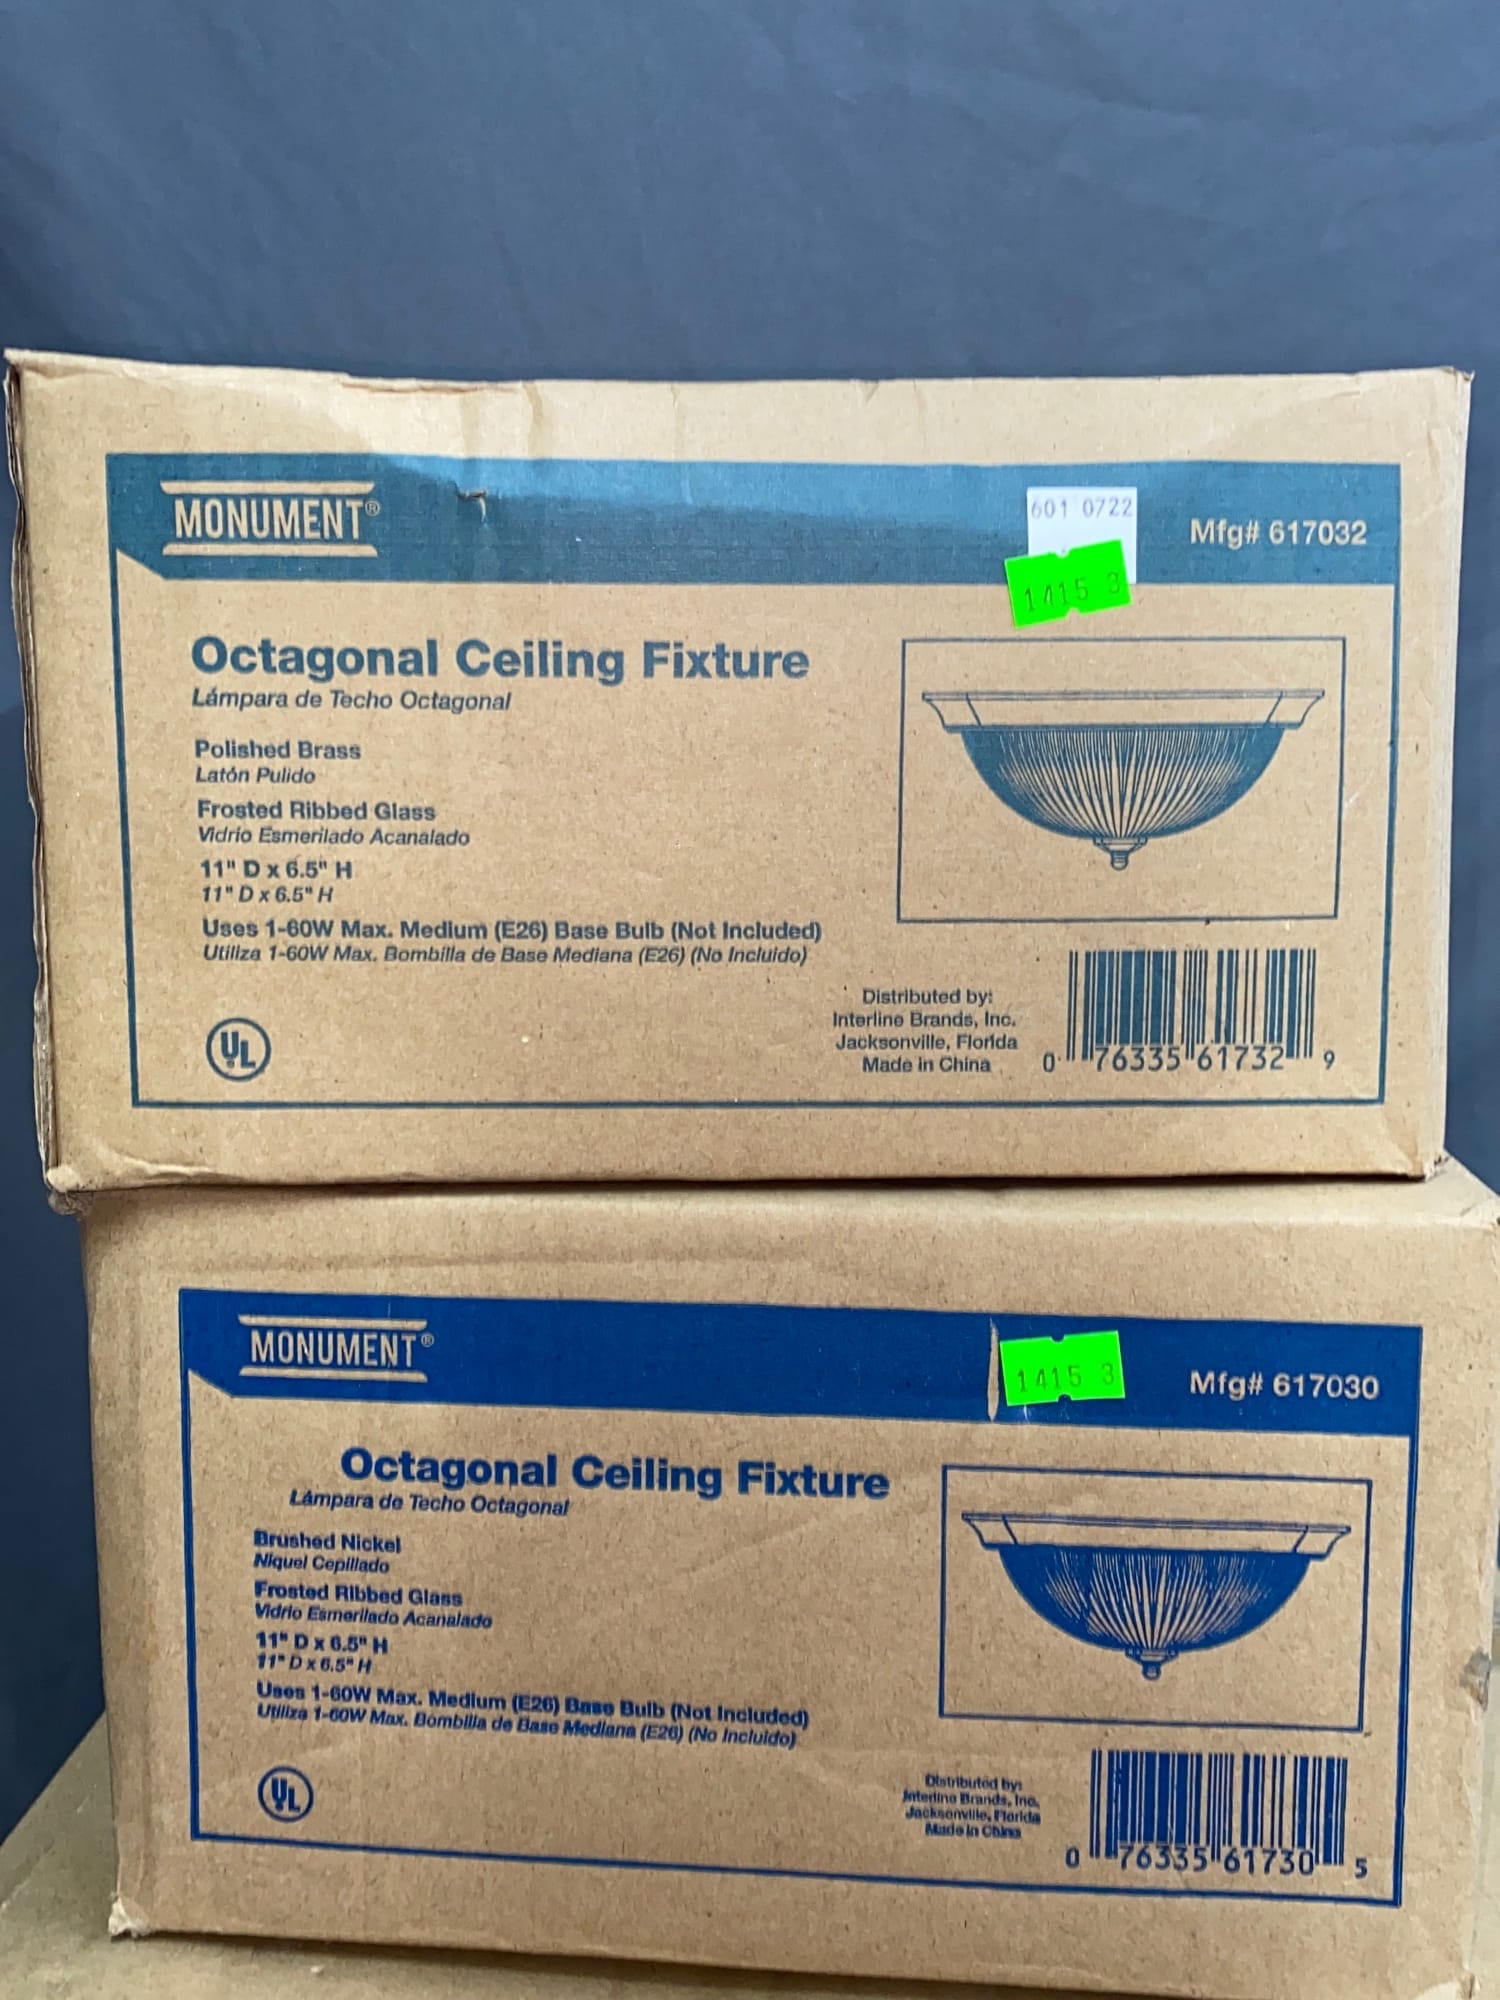 MONUMENT®
601 0722
1415 3
Mfg# 617032
Octagonal Ceiling Fixture
Lámpara de Techo Octagonal
Polished Brass
Latón Pulido
Frosted Ribbed Glass
Vidrio Esmerilado Acanalado
11" D x 6.5" H
11" D x 6.5" H
Uses 1-60W Max. Medium (E26) Base Bulb (Not Included)
Utiliza 1-60W Max. Bombilla de Base Mediana (E26) (No Incluido)
UL
Distributed by:
Interline Brands, Inc.
Jacksonville, Florida
Made in China
0 76335 61732 9
MONUMENT®
1415 3
Mfg# 617030
Octagonal Ceiling Fixture
Lámpara de Techo Octagonal
Brushed Nickel
Niquel Cepillado
Frosted Ribbed Glass
Vidrio Esmerilado Acanalado
11" D x 6.5" H
11" D x 6.5" H
Uses 1-60W Max. Medium (E26) Base Bulb (Not Included)
Utiliza 1-60W Max. Bombilla de Base Mediana (E26) (No Incluido)
UL
Distributed by:
Interline Brands, Inc.
Jacksonville, Florida
Made in China
0 76335 61730 5